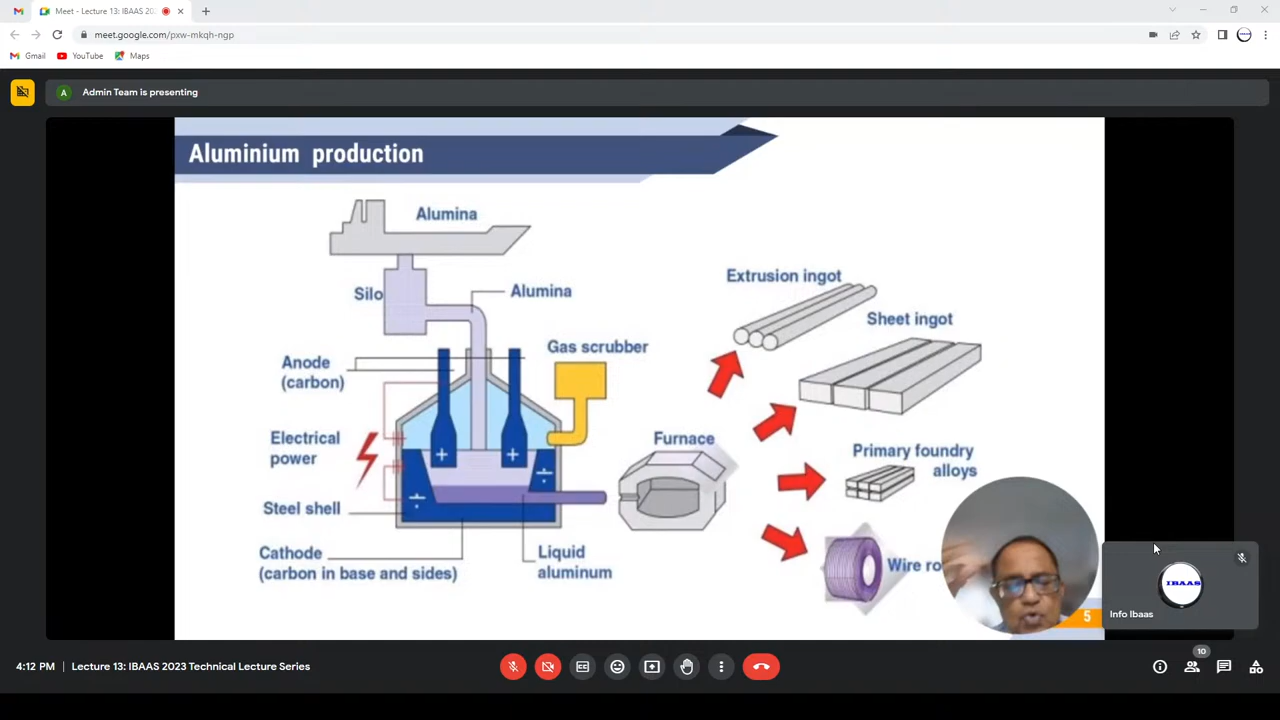 Meet - Lecture 13: IBAAS 202
meet.google.com/pxw-mkqh-ngp
Gmail
YouTube
Maps
A
Admin Team is presenting
Aluminium production
Alumina
Silo
Alumina
Anode
(carbon)
Gas scrubber
Electrical
power
Steel shell
Cathode
(carbon in base and sides)
Liquid
aluminum
Furnace
Extrusion ingot
Sheet ingot
Primary foundry
alloys
Wire ro
5
IBAAS
Info Ibaas
4:12 PM
Lecture 13: IBAAS 2023 Technical Lecture Series
10